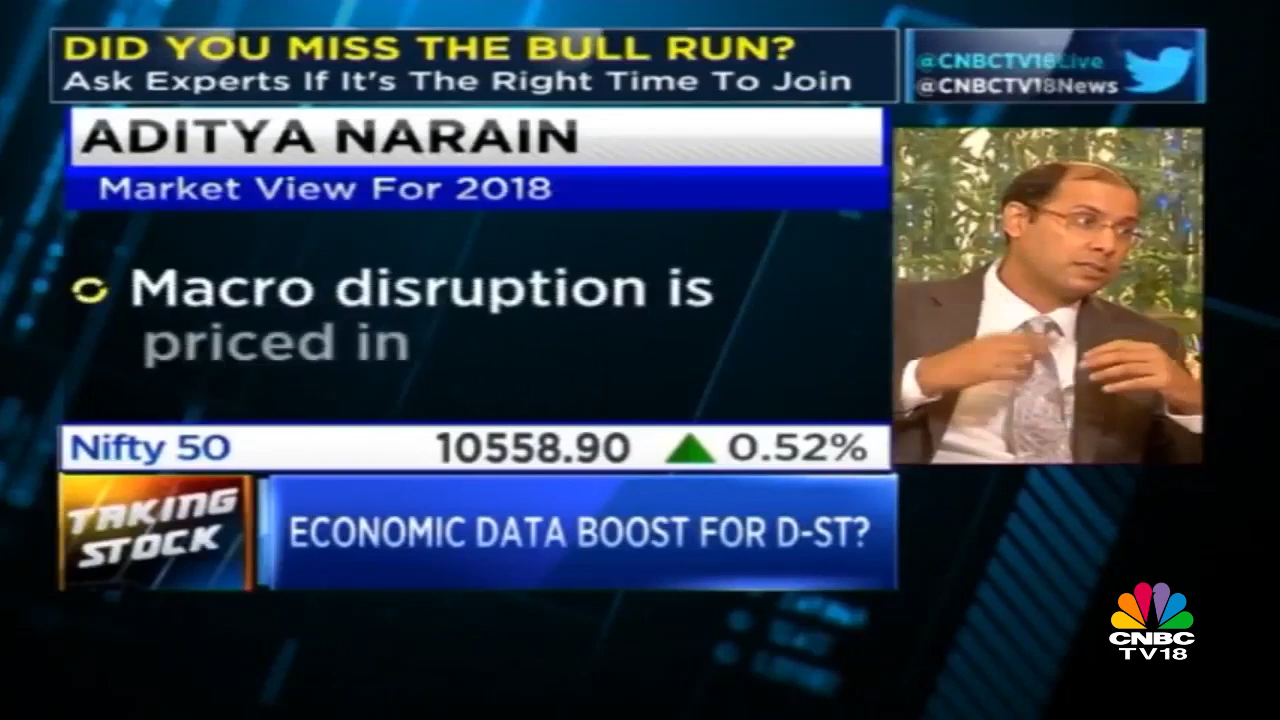 DID YOU MISS THE BULL RUN?
Ask Experts If It's The Right Time To Join
@CNBCTV18Live
@CNBCTV18News
ADITYA NARAIN
Market View For 2018
Macro disruption is
priced in
Nifty 50 10558.90 ▲ 0.52%
TAKING
STOCK
ECONOMIC DATA BOOST FOR D-ST?
CNBC
TV18